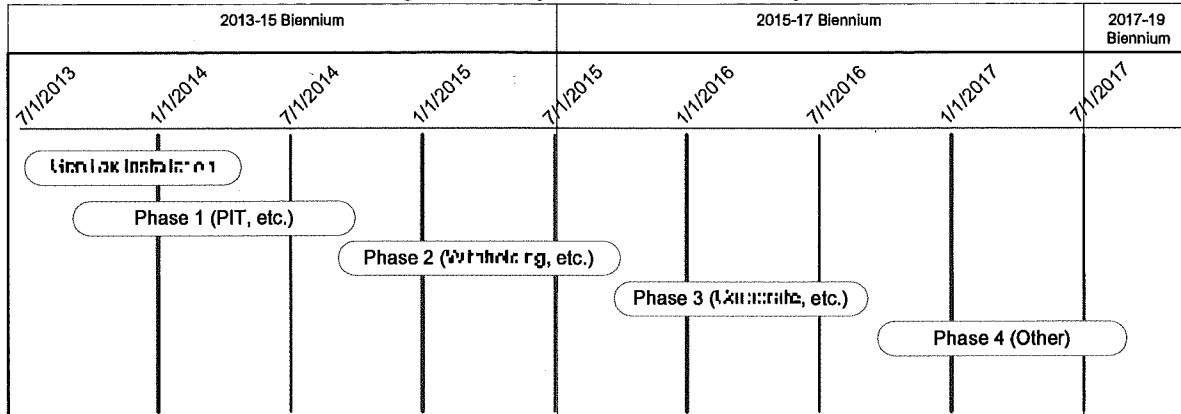 2013-15 Biennium
2015-17 Biennium
2017-19
Biennium
7/1/2013
1/1/2014
7/1/2014
1/1/2015
7/1/2015
1/1/2016
7/1/2016
1/1/2017
7/1/2017
Phase 1 (PIT, etc.)
Phase 2 ( , etc.)
Phase 3 ( , etc.)
Phase 4 (Other)